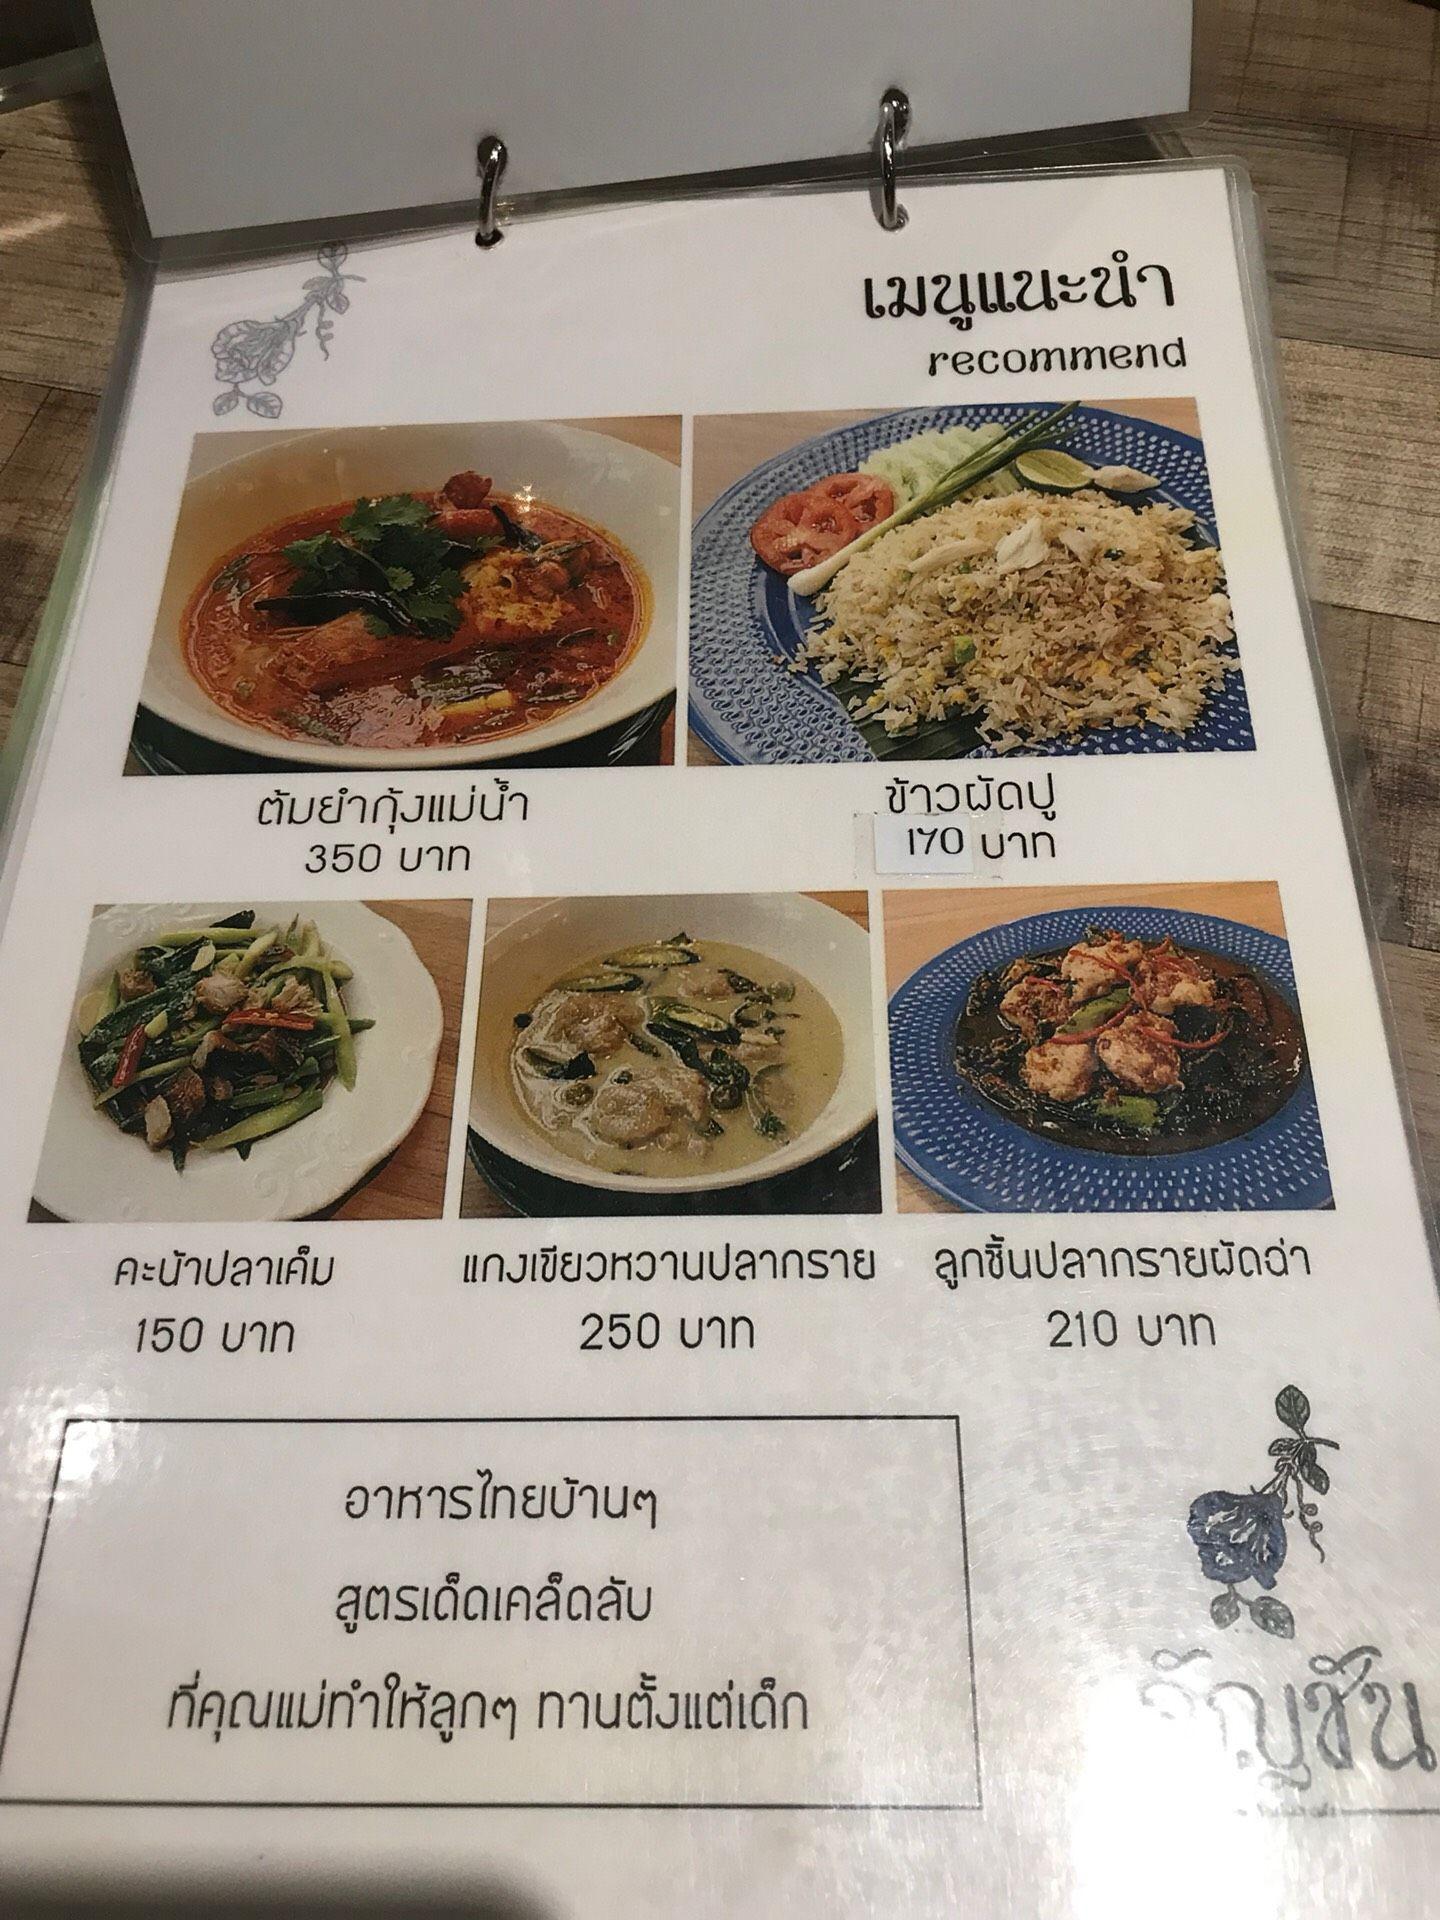 เมนูแนะนำ
recommend
ต้มยำกุ้งแม่น้ำ
350 บาท
ข้าวผัดปู
170 บาท
คะน้าปลาเค็ม
150 บาท
แกงเขียวหวานปลากราย
250 บาท
ลูกชิ้นปลากรายผัดฉ่า
210 บาท
อาหารไทยบ้านๆ
สูตรเด็ดเคล็ดลับ
ที่คุณแม่ทำให้ลูกๆ ทานตั้งแต่เด็ก